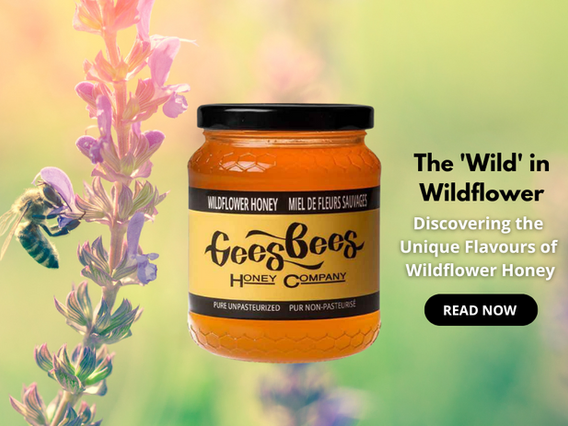 WILDFLOWER HONEY MIEL DE FLEURS SAUVAGES
GeesBees
HONEY COMPANY
PURE UNPASTEURIZED PUR NON-PASTEURISÉ
The 'Wild' in
Wildflower
Discovering the
Unique Flavours of
Wildflower Honey
READ NOW